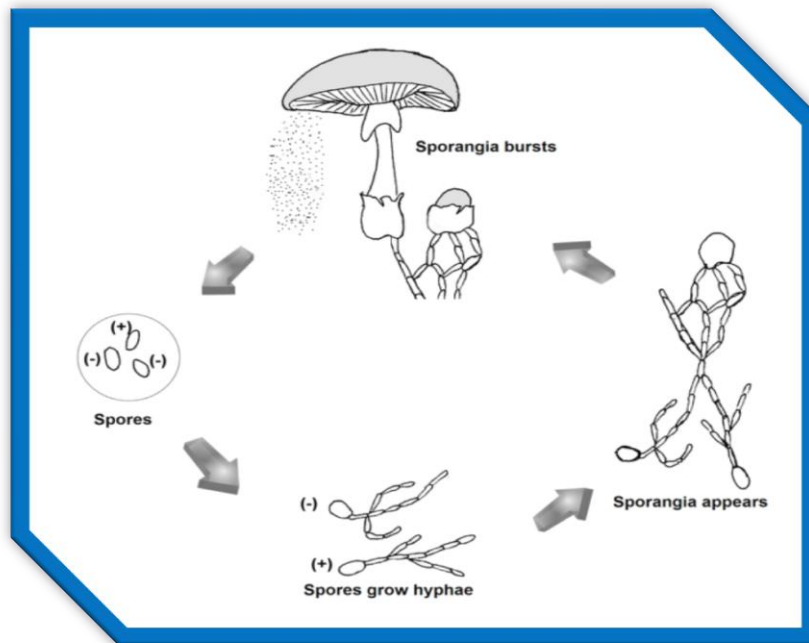 Sporangia bursts
(+)
(-)
(-)
Spores
(-)
(+)
Spores grow hyphae
Sporangia appears